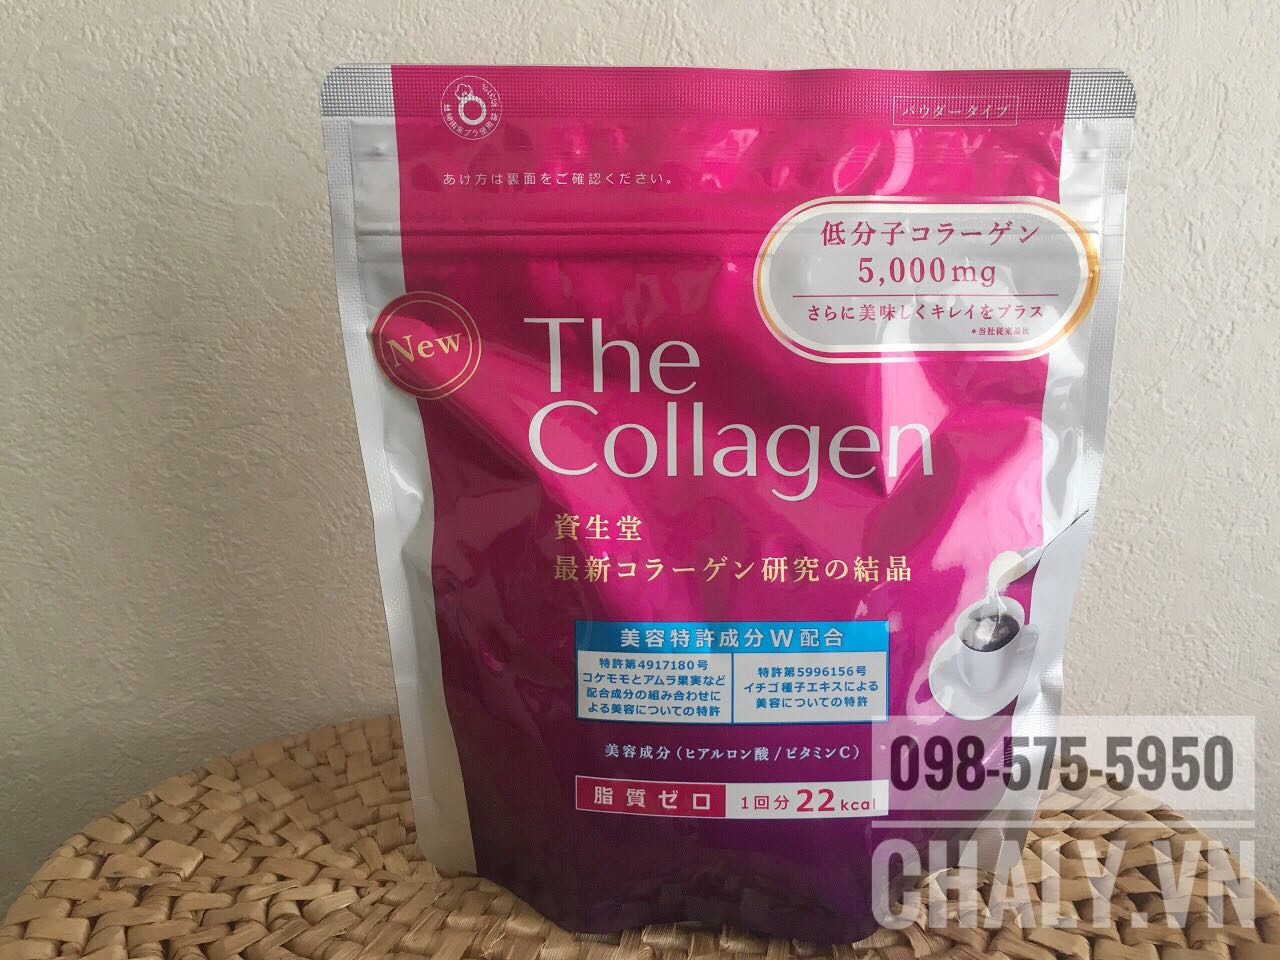 パウダータイプ
あけ方は裏面をご確認ください。
低分子コラーゲン
5,000mg
さらに美味しくキレイをプラス
*当社従来品比
New
The
Collagen
資生堂
最新コラーゲン研究の結晶
美容特許成分W配合
特許第4917180号
コケモモとアムラ果実など
配合成分の組み合わせに
よる美容についての特許
特許第5996156号
イチゴ種子エキスによる
美容についての特許
美容成分(ヒアルロン酸/ビタミンC)
脂質ゼロ 1回分22kcal
098-575-5950
CHALY.VN